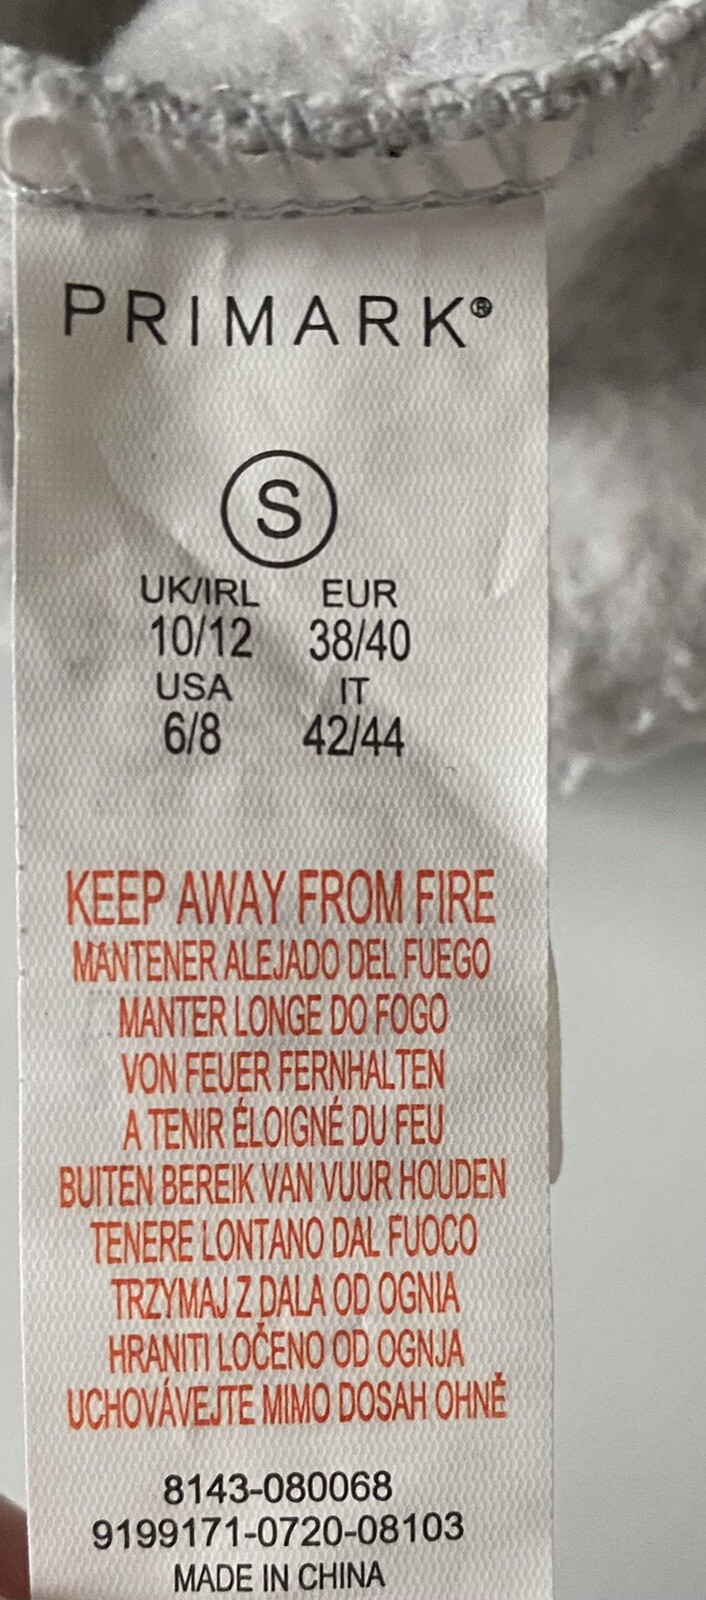 PRIMARK®
S
UK/IRL EUR
10/12 38/40
USA IT
6/8 42/44
KEEP AWAY FROM FIRE
MANTENER ALEJADO DEL FUEGO
MANTER LONGE DO FOGO
VON FEUER FERNHALTEN
A TENIR ÉLOIGNÉ DU FEU
BUITEN BEREIK VAN VUUR HOUDEN
TENERE LONTANO DAL FUOCO
TRZYMAJ Z DALA OD OGNIA
HRANITI LOČENO OD OGNJA
UCHOVÁVEJTE MIMO DOSAH OHNĚ
8143-080068
9199171-0720-08103
MADE IN CHINA